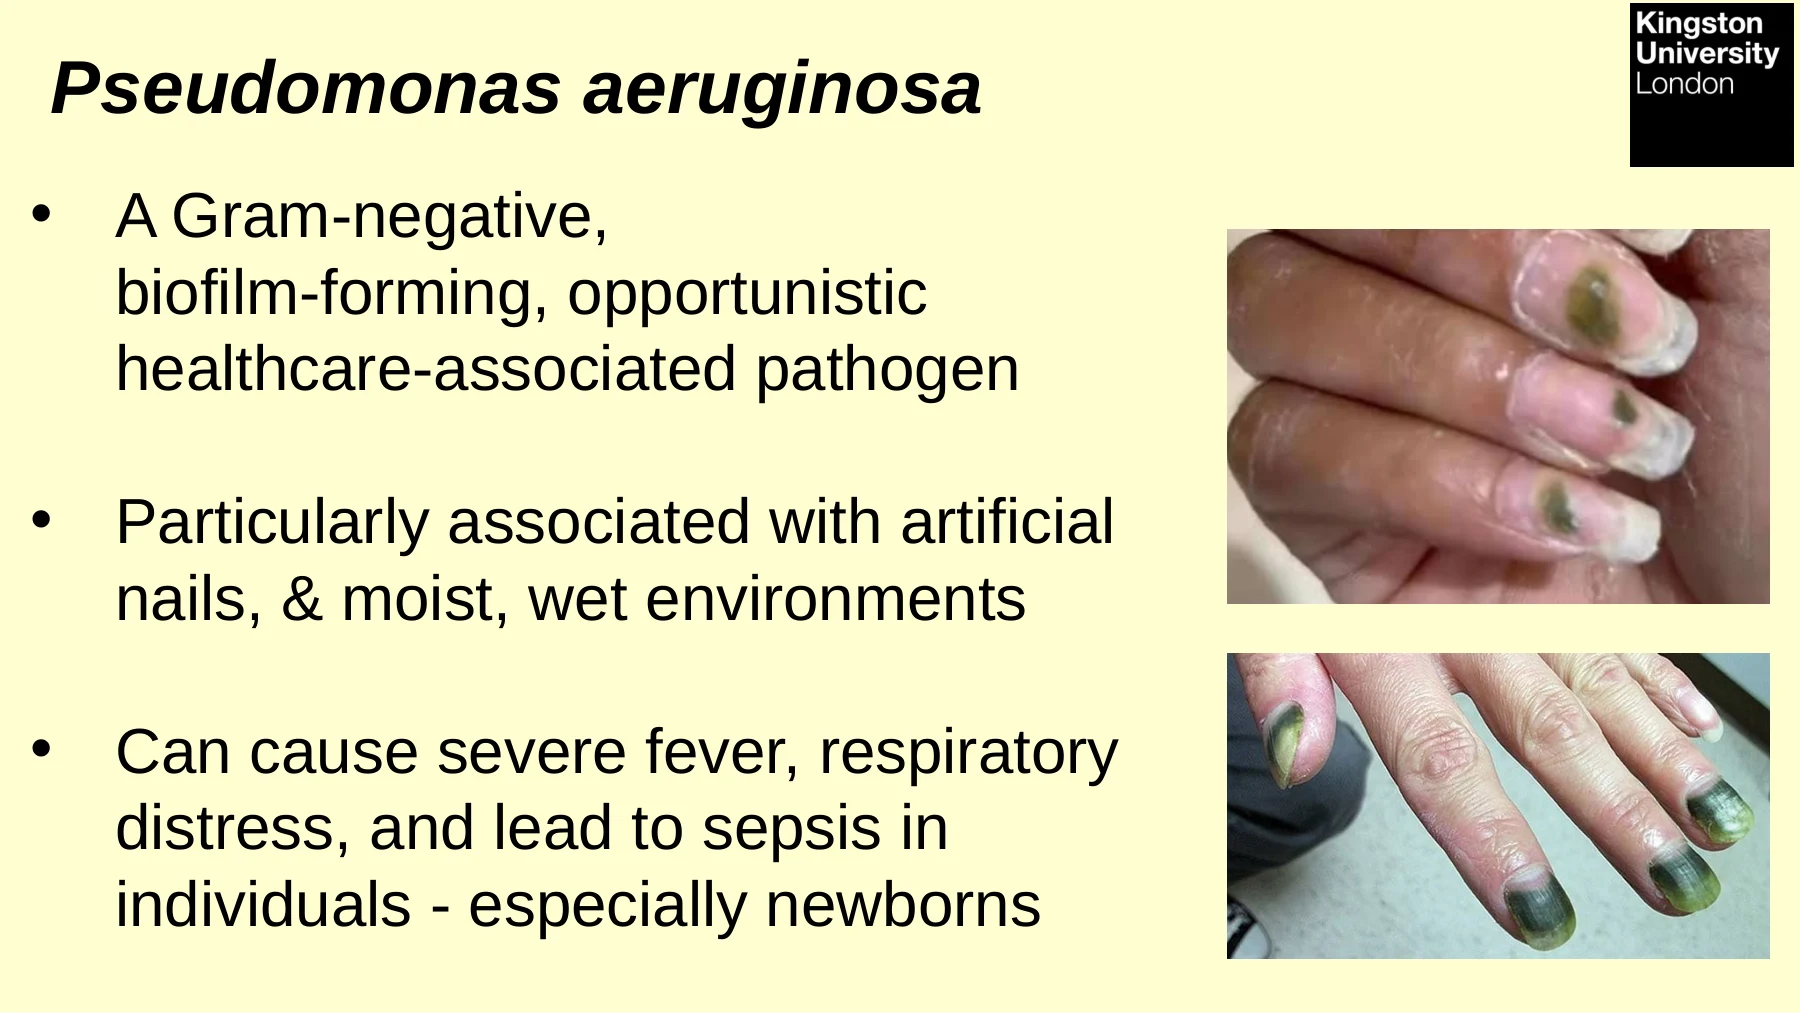 Kingston
University
London
Pseudomonas aeruginosa
• A Gram-negative,
biofilm-forming, opportunistic
healthcare-associated pathogen
• Particularly associated with artificial
nails, & moist, wet environments
• Can cause severe fever, respiratory
distress, and lead to sepsis in
individuals - especially newborns